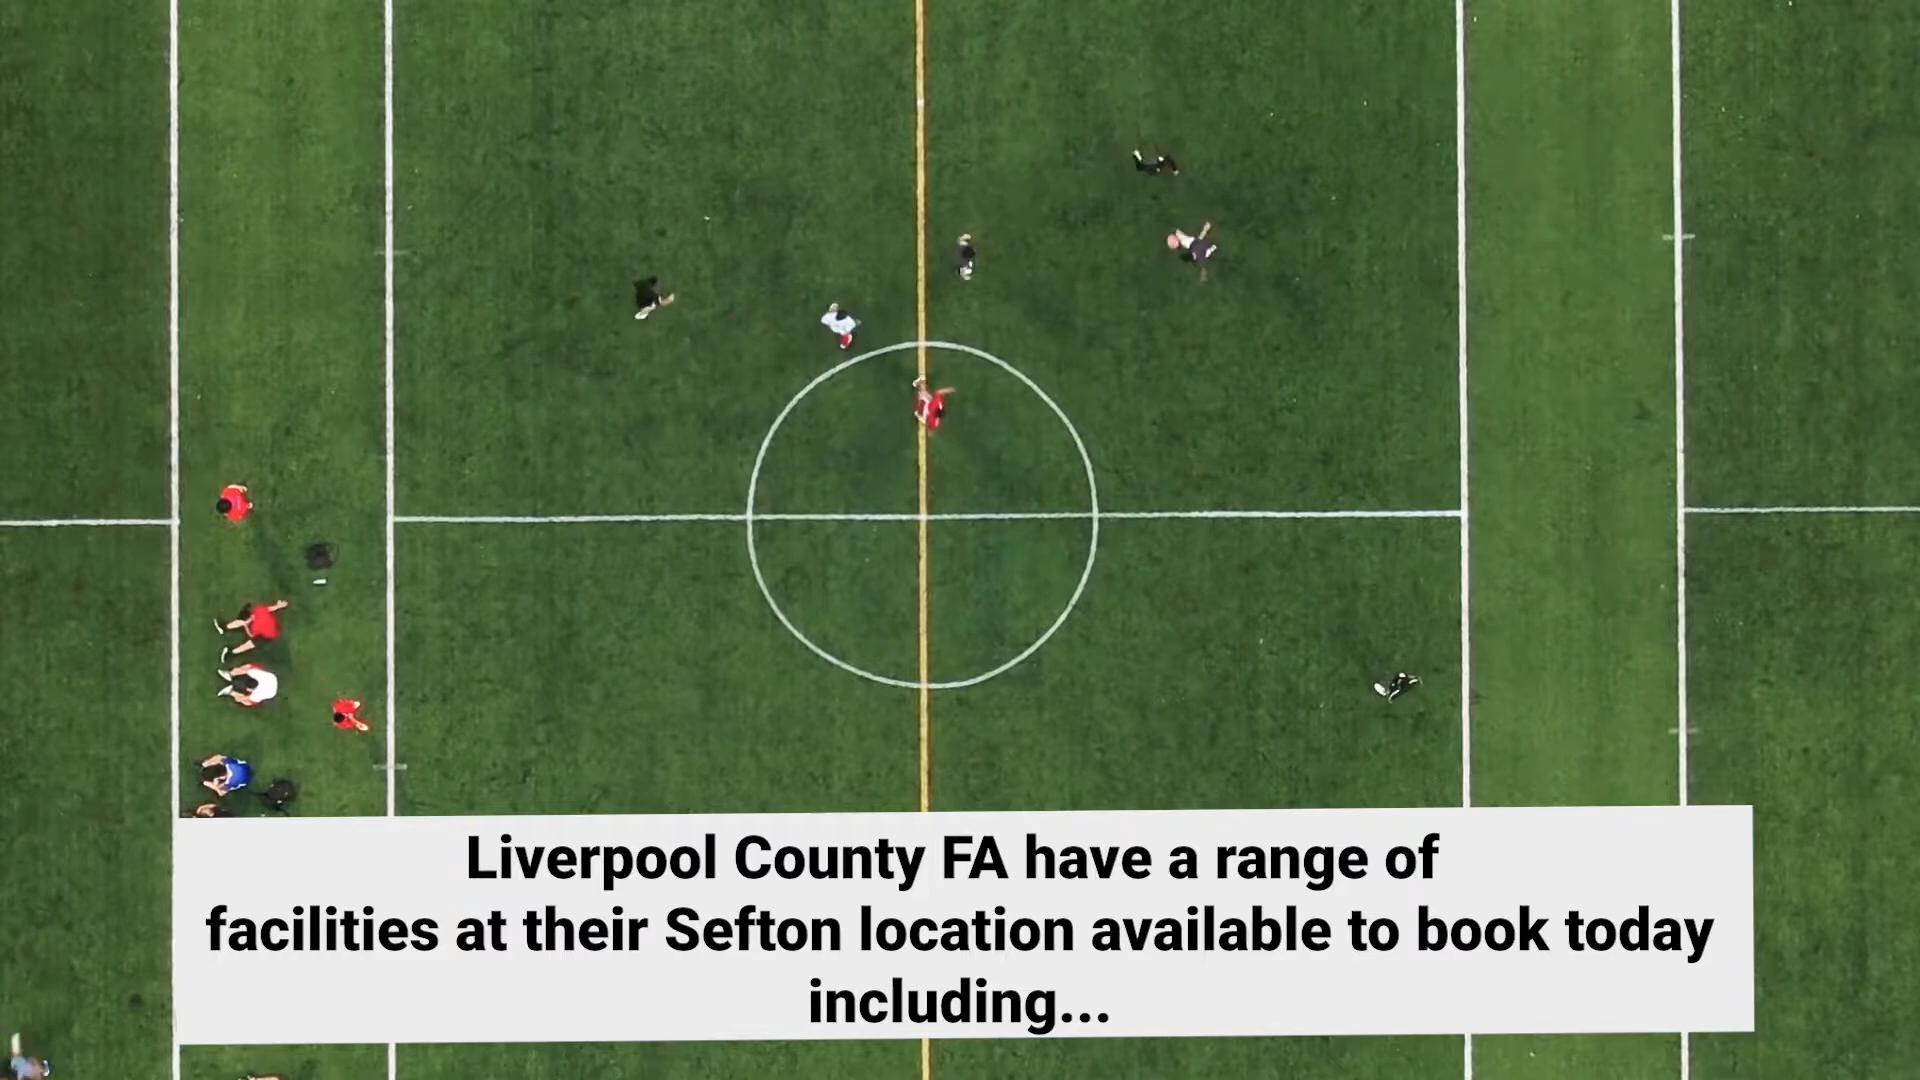 Liverpool County FA have a range of
facilities at their Sefton location available to book today
including...